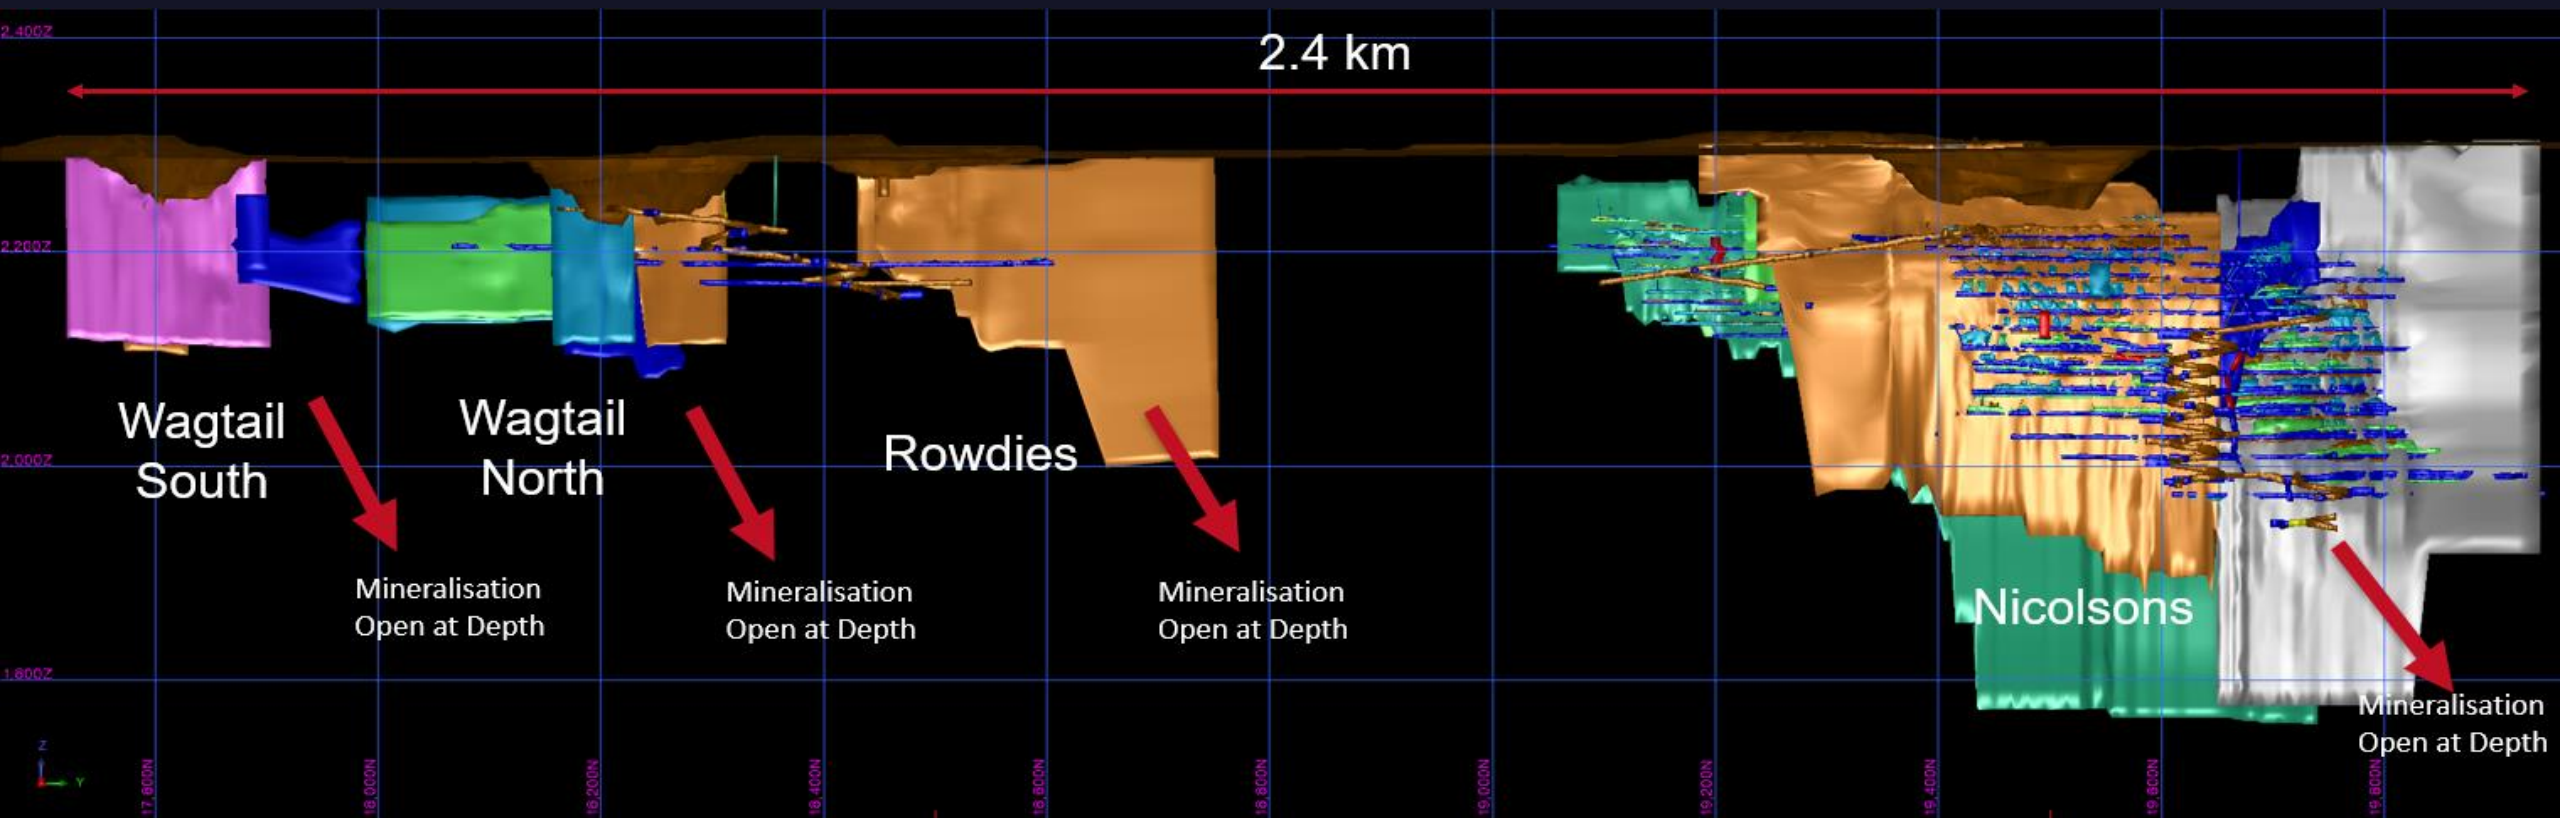 2,400Z
2.4 km
2,200Z
Wagtail
South
Wagtail
North
Rowdies
2,000Z
Mineralisation
Open at Depth
Mineralisation
Open at Depth
Mineralisation
Open at Depth
Nicolsons
1,800Z
Mineralisation
Open at Depth
Z
Y
17,800N
18,000N
18,200N
18,400N
18,600N
18,800N
19,000N
19,200N
19,400N
19,600N
19,800N